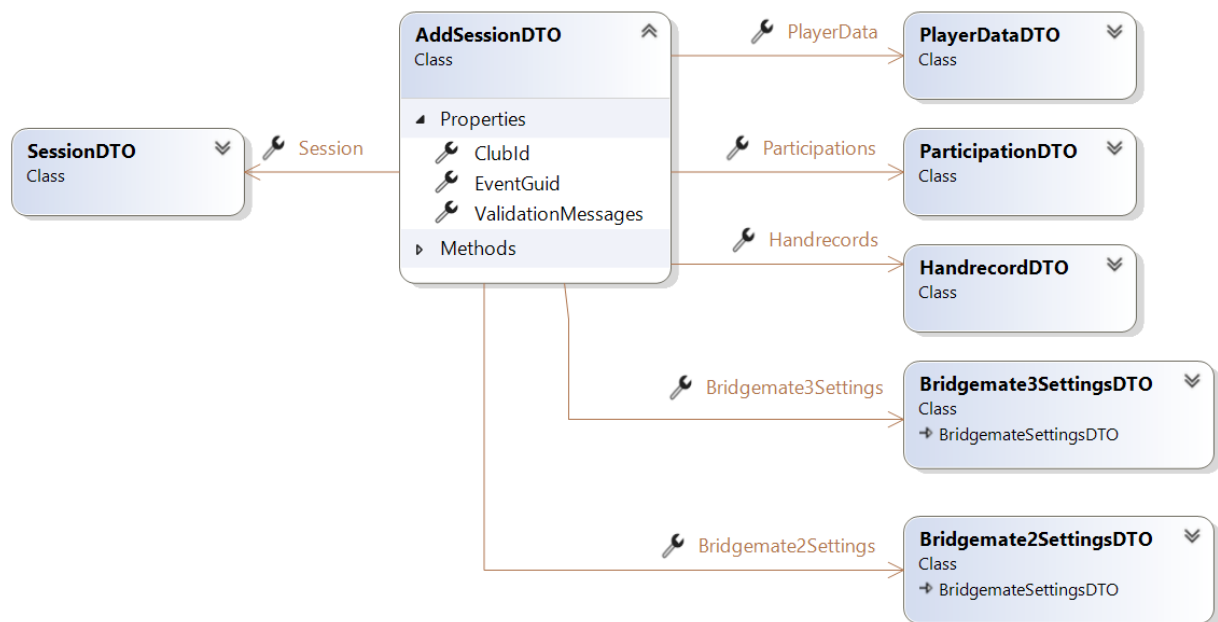 AddSessionDTO
Class
Properties
ClubId
EventGuid
ValidationMessages
Methods
Session
SessionDTO
Class
PlayerData
PlayerDataDTO
Class
Participations
ParticipationDTO
Class
Handrecords
HandrecordDTO
Class
Bridgemate3Settings
Bridgemate3SettingsDTO
Class
BridgemateSettingsDTO
Bridgemate2Settings
Bridgemate2SettingsDTO
Class
BridgemateSettingsDTO